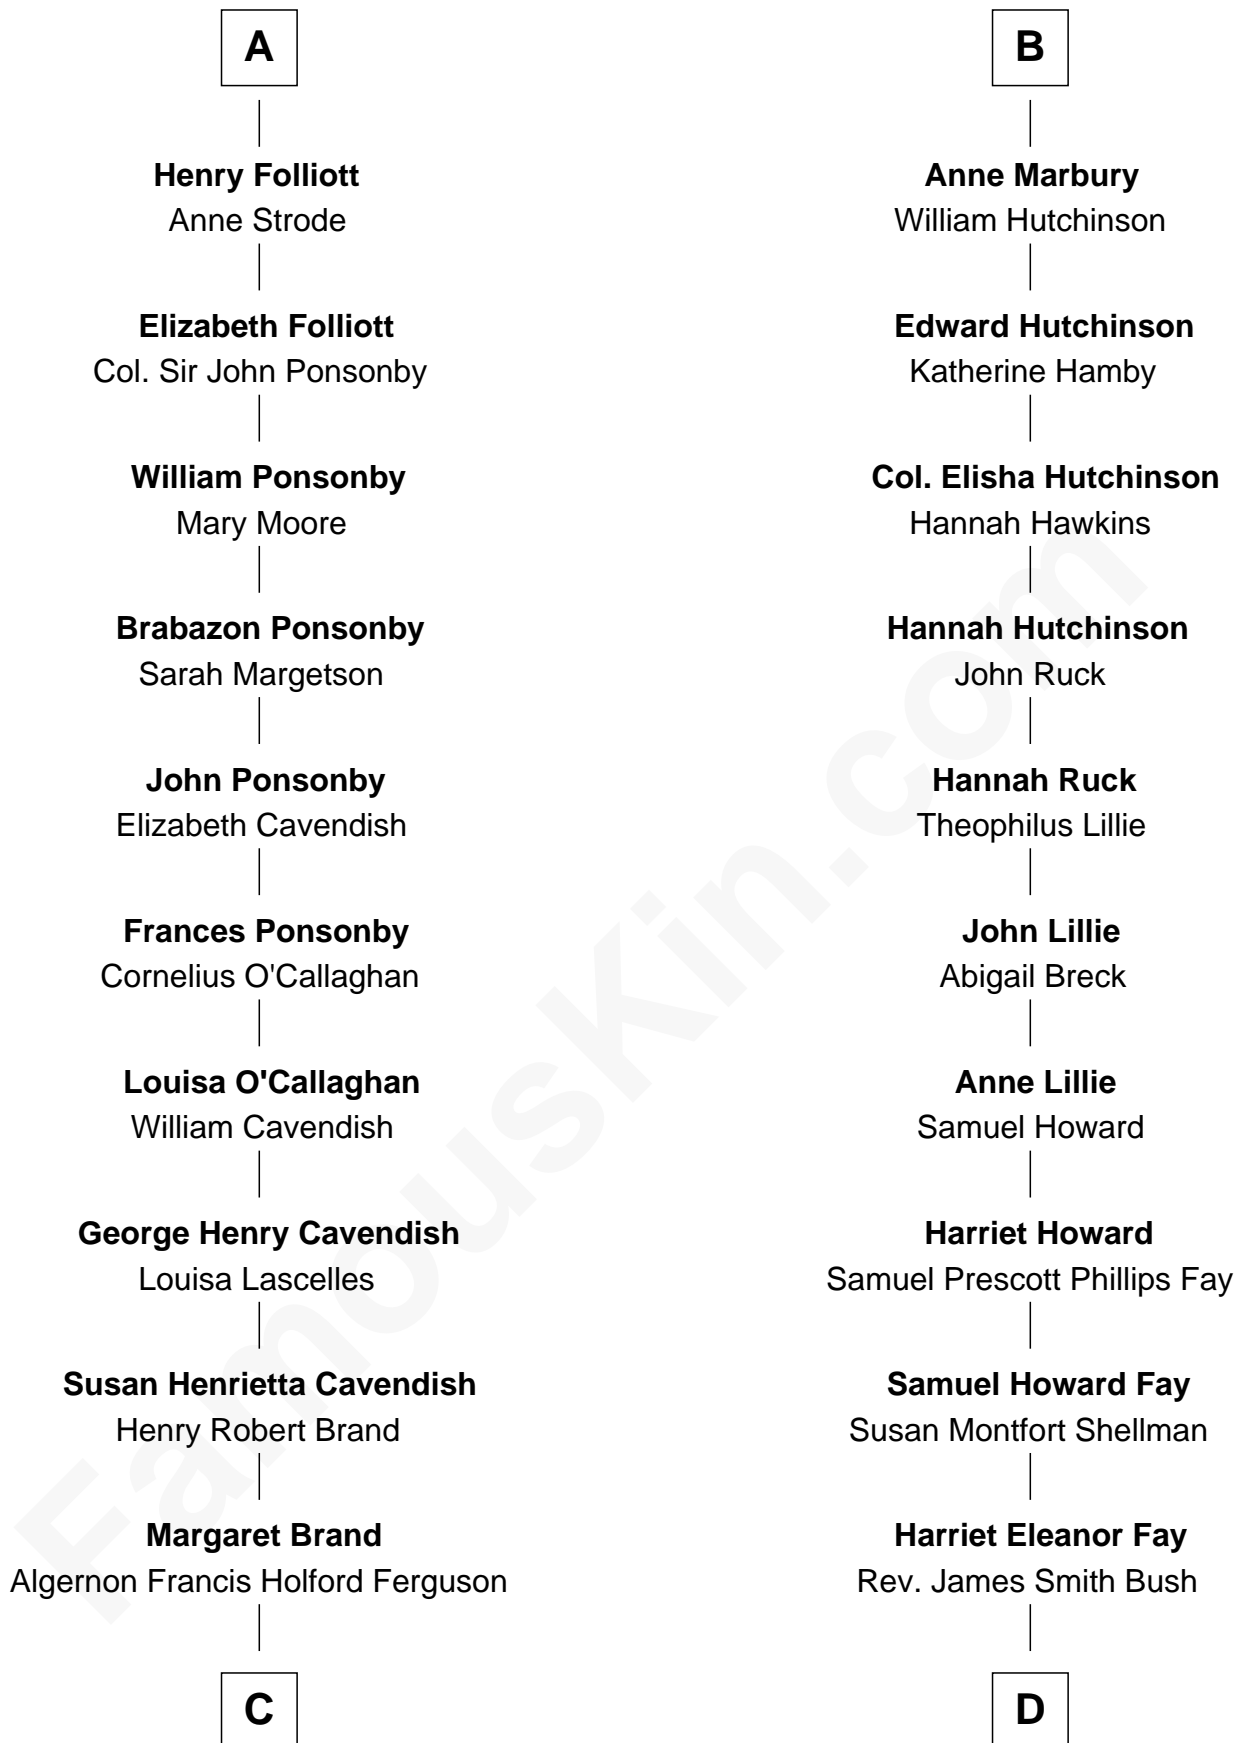 A
Henry Folliott
Anne Strode
Elizabeth Folliott
Col. Sir John Ponsonby
William Ponsonby
Mary Moore
Brabazon Ponsonby
Sarah Margetson
John Ponsonby
Elizabeth Cavendish
Frances Ponsonby
Cornelius O'Callaghan
Louisa O'Callaghan
William Cavendish
George Henry Cavendish
Louisa Lascelles
Susan Henrietta Cavendish
Henry Robert Brand
Margaret Brand
Algernon Francis Holford Ferguson
C
B
Anne Marbury
William Hutchinson
Edward Hutchinson
Katherine Hamby
Col. Elisha Hutchinson
Hannah Hawkins
Hannah Hutchinson
John Ruck
Hannah Ruck
Theophilus Lillie
John Lillie
Abigail Breck
Anne Lillie
Samuel Howard
Harriet Howard
Samuel Prescott Phillips Fay
Samuel Howard Fay
Susan Montfort Shellman
Harriet Eleanor Fay
Rev. James Smith Bush
D
FamousKin.com